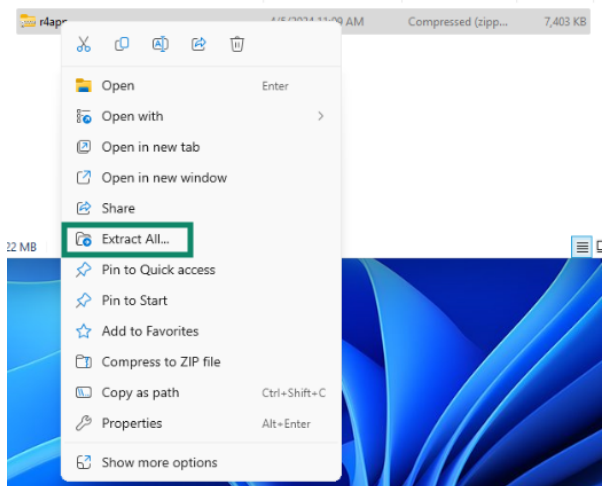 r4app 4/5/2024 11:09 AM Compressed (zipp... 7,403 KB
Open Enter
Open with
Open in new tab
Open in new window
Share
Extract All...
22 MB
Pin to Quick access
Pin to Start
Add to Favorites
Compress to ZIP file
Copy as path Ctrl+Shift+C
Properties Alt+Enter
Show more options